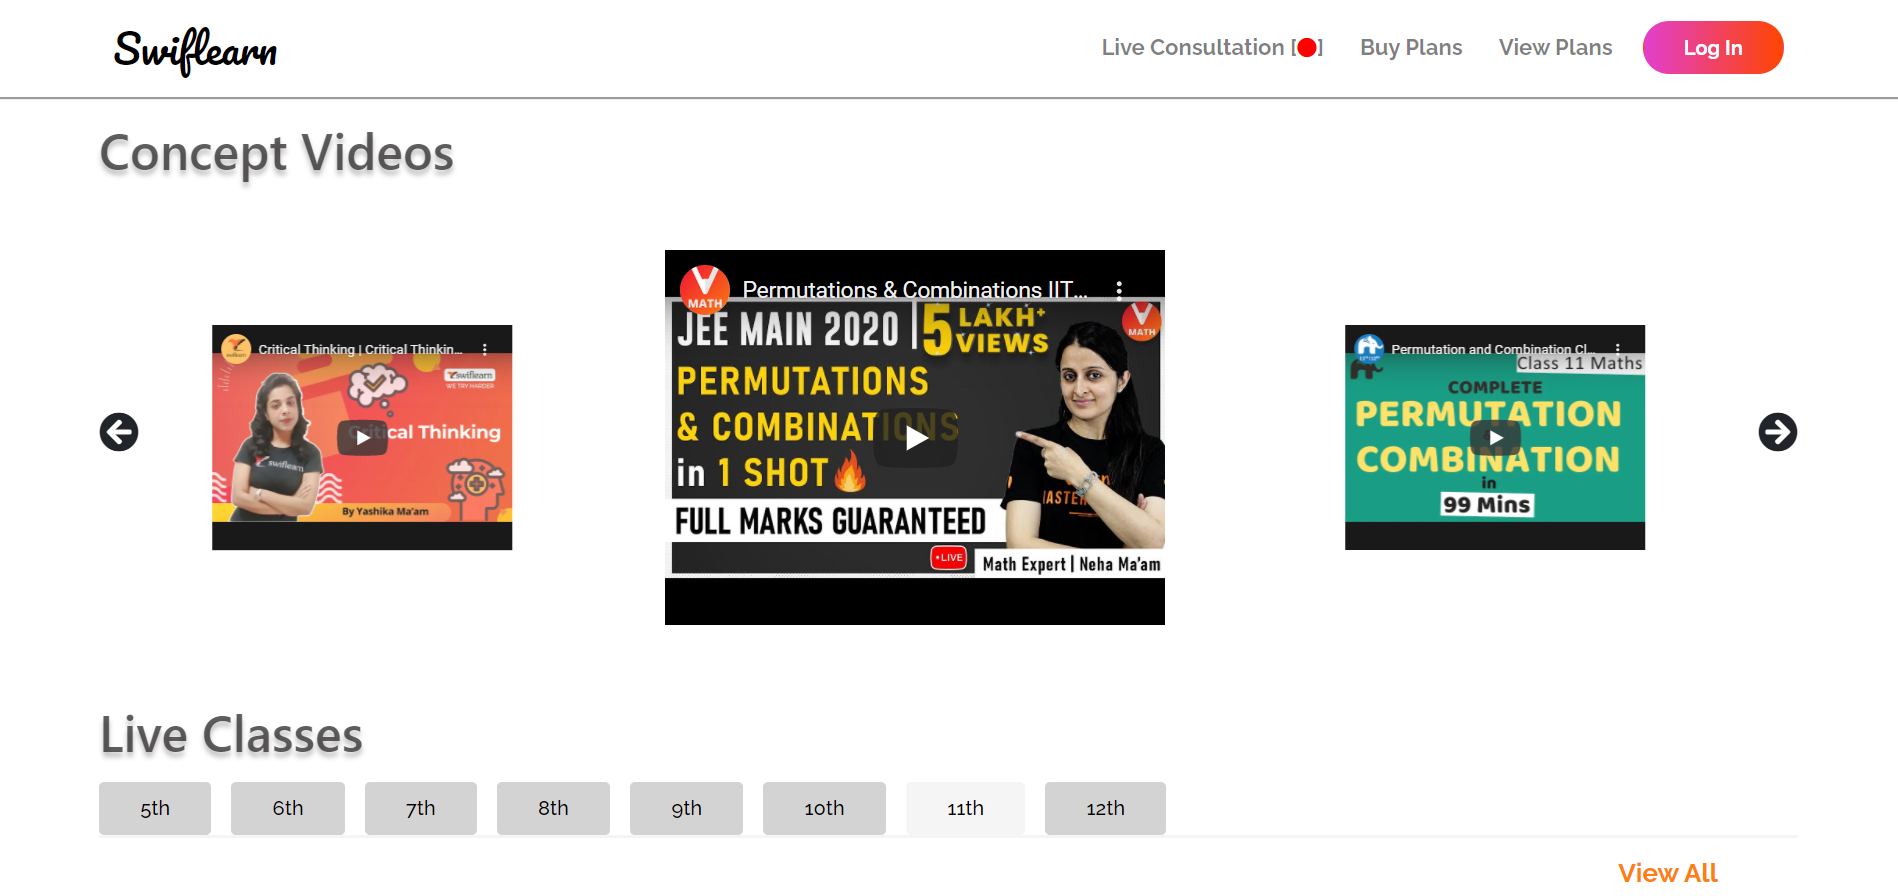 Swiflearn
Live Consultation [🔴]
Buy Plans
View Plans
Log In
Concept Videos
Critical Thinking | Critical Thinkin...
swiflearn
WE TRY HARDER
Critical Thinking
swiflearn
By Yashika Ma'am
MATH
Permutations & Combinations IIT...
JEE MAIN 2020 | 5 LAKH+ VIEWS
MATH
PERMUTATIONS
& COMBINATIONS
in 1 SHOT🔥
FULL MARKS GUARANTEED
• LIVE
Math Expert | Neha Ma'am
Permutation and Combination Cl...
Class 11 Maths
COMPLETE
PERMUTATION
COMBINATION
in
99 Mins
Live Classes
5th
6th
7th
8th
9th
10th
11th
12th
View All